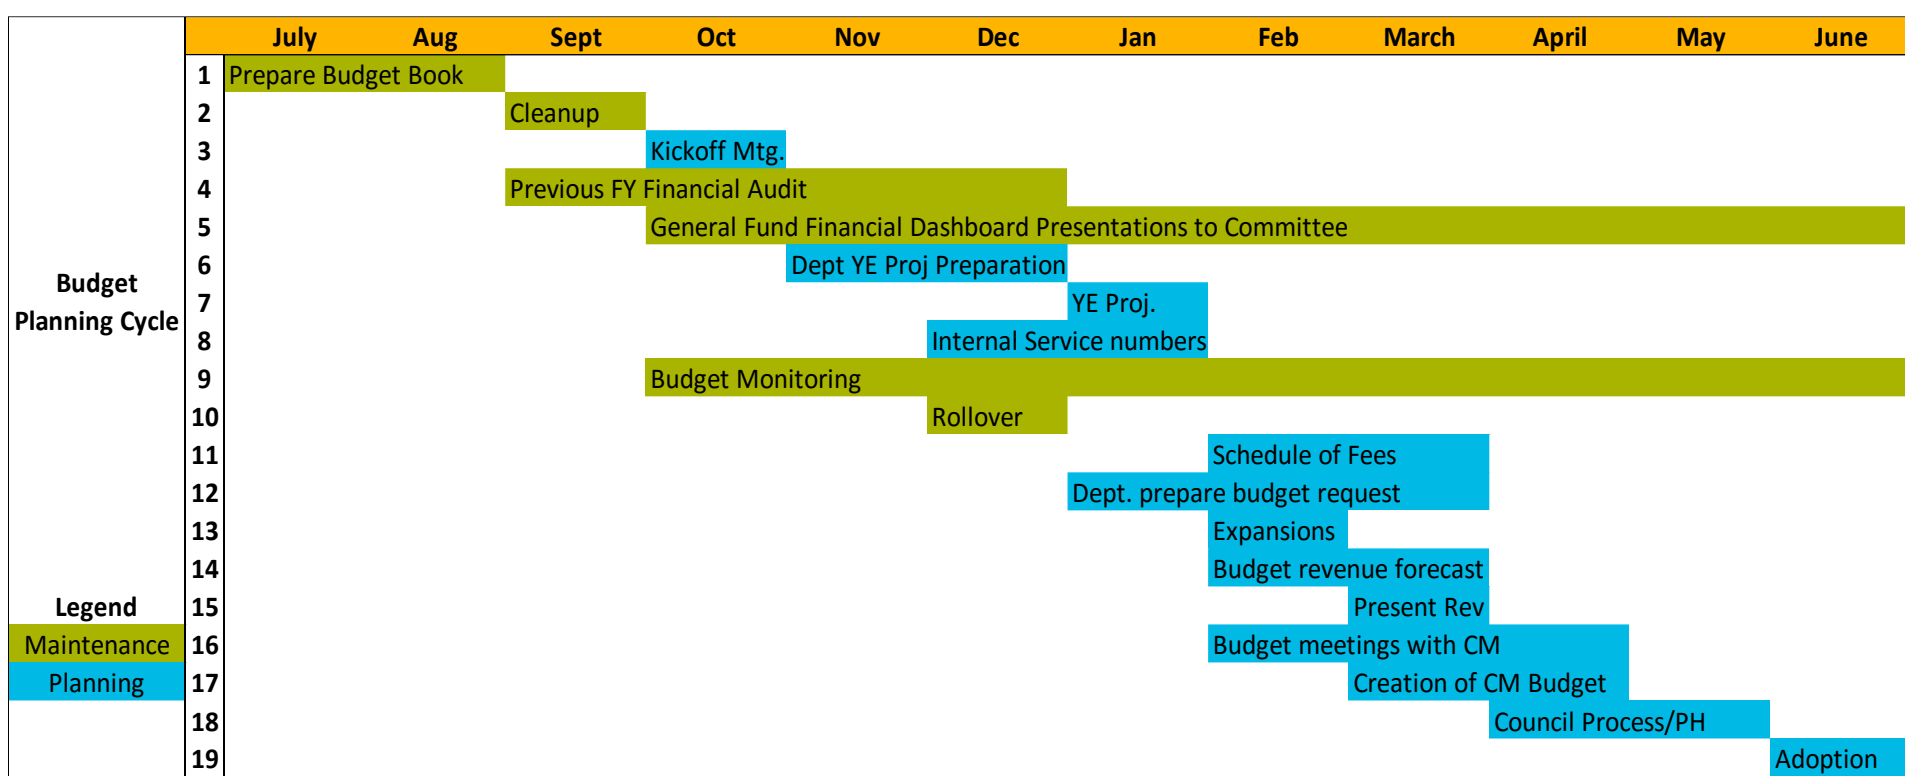 July Aug Sept Oct Nov Dec Jan Feb March April May June
1 Prepare Budget Book
2 Cleanup
3 Kickoff Mtg.
4 Previous FY Financial Audit
5 General Fund Financial Dashboard Presentations to Committee
6 Dept YE Proj Preparation
Budget
Planning Cycle
7 YE Proj.
8 Internal Service numbers
9 Budget Monitoring
10 Rollover
11 Schedule of Fees
12 Dept. prepare budget request
13 Expansions
14 Budget revenue forecast
Legend 15 Present Rev
Maintenance 16 Budget meetings with CM
Planning 17 Creation of CM Budget
18 Council Process/PH
19 Adoption